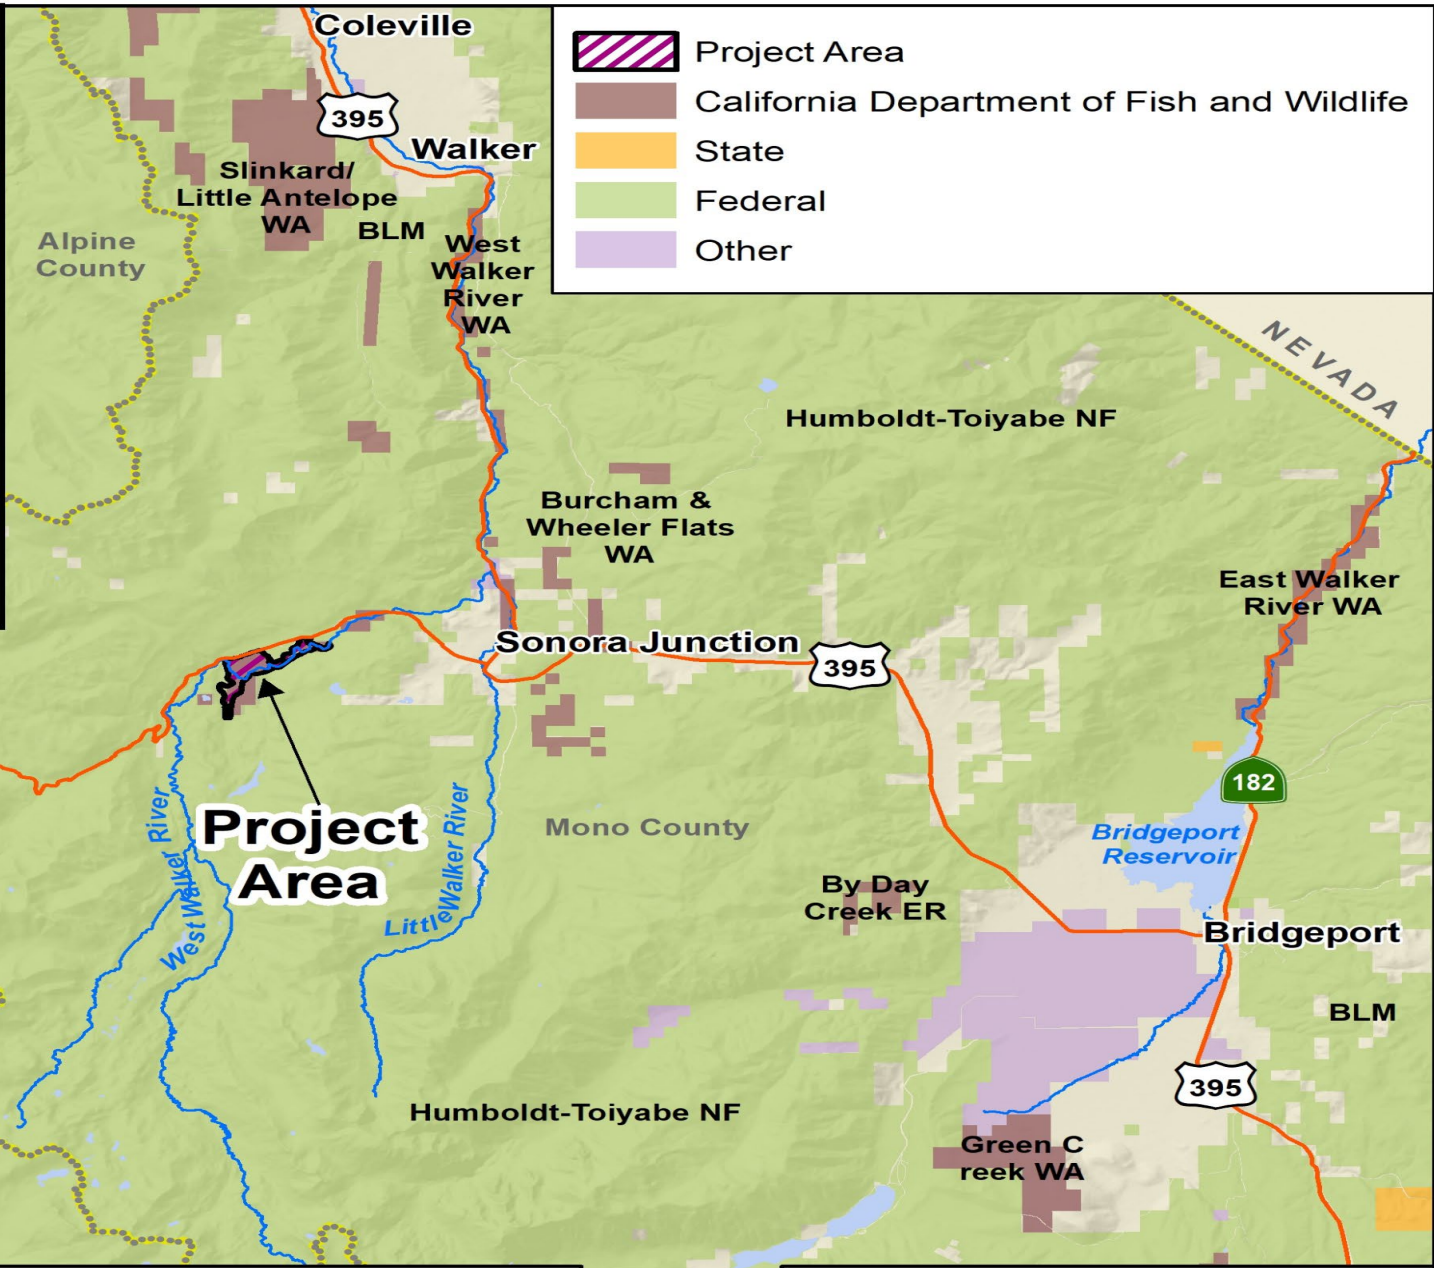 Coleville
Project Area
California Department of Fish and Wildlife
State
Federal
Other
395
Walker
Slinkard/
Little Antelope
WA
BLM
West
Walker
River
WA
Alpine
County
NEVADA
Humboldt-Toiyabe NF
Burcham &
Wheeler Flats
WA
East Walker
River WA
Sonora Junction
395
182
Project
Area
West Walker River
Little Walker River
Mono County
Bridgeport
Reservoir
By Day
Creek ER
Bridgeport
BLM
395
Humboldt-Toiyabe NF
Green C
reek WA